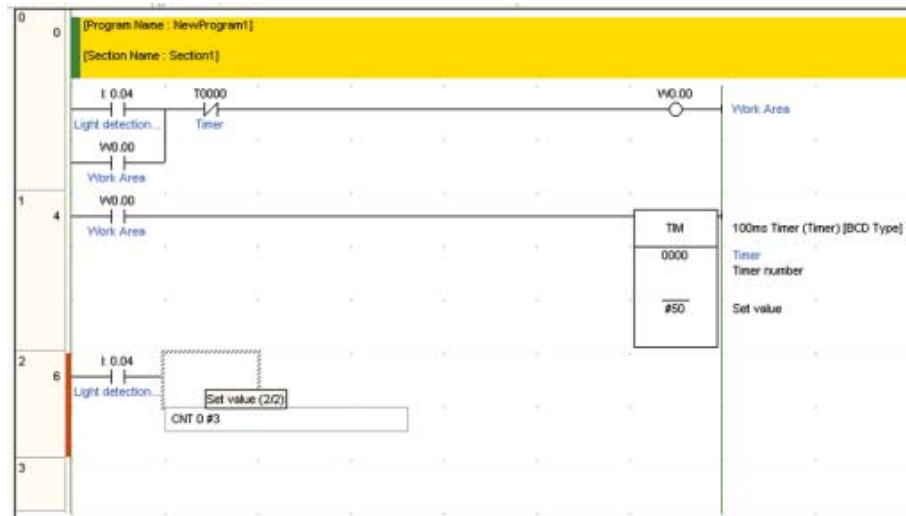 0
0
[Program Name : NewProgram1]
[Section Name : Section1]
I: 0.04
T0000
W0.00
Light detection...
Timer
Work Area
W0.00
Work Area
1
4
W0.00
Work Area
TIM
100ms Timer (Timer) [BCD Type]
0000
Timer
Timer number
#50
Set value
2
6
I: 0.04
Light detection...
Set value (2/2)
CNT 0 #3
3